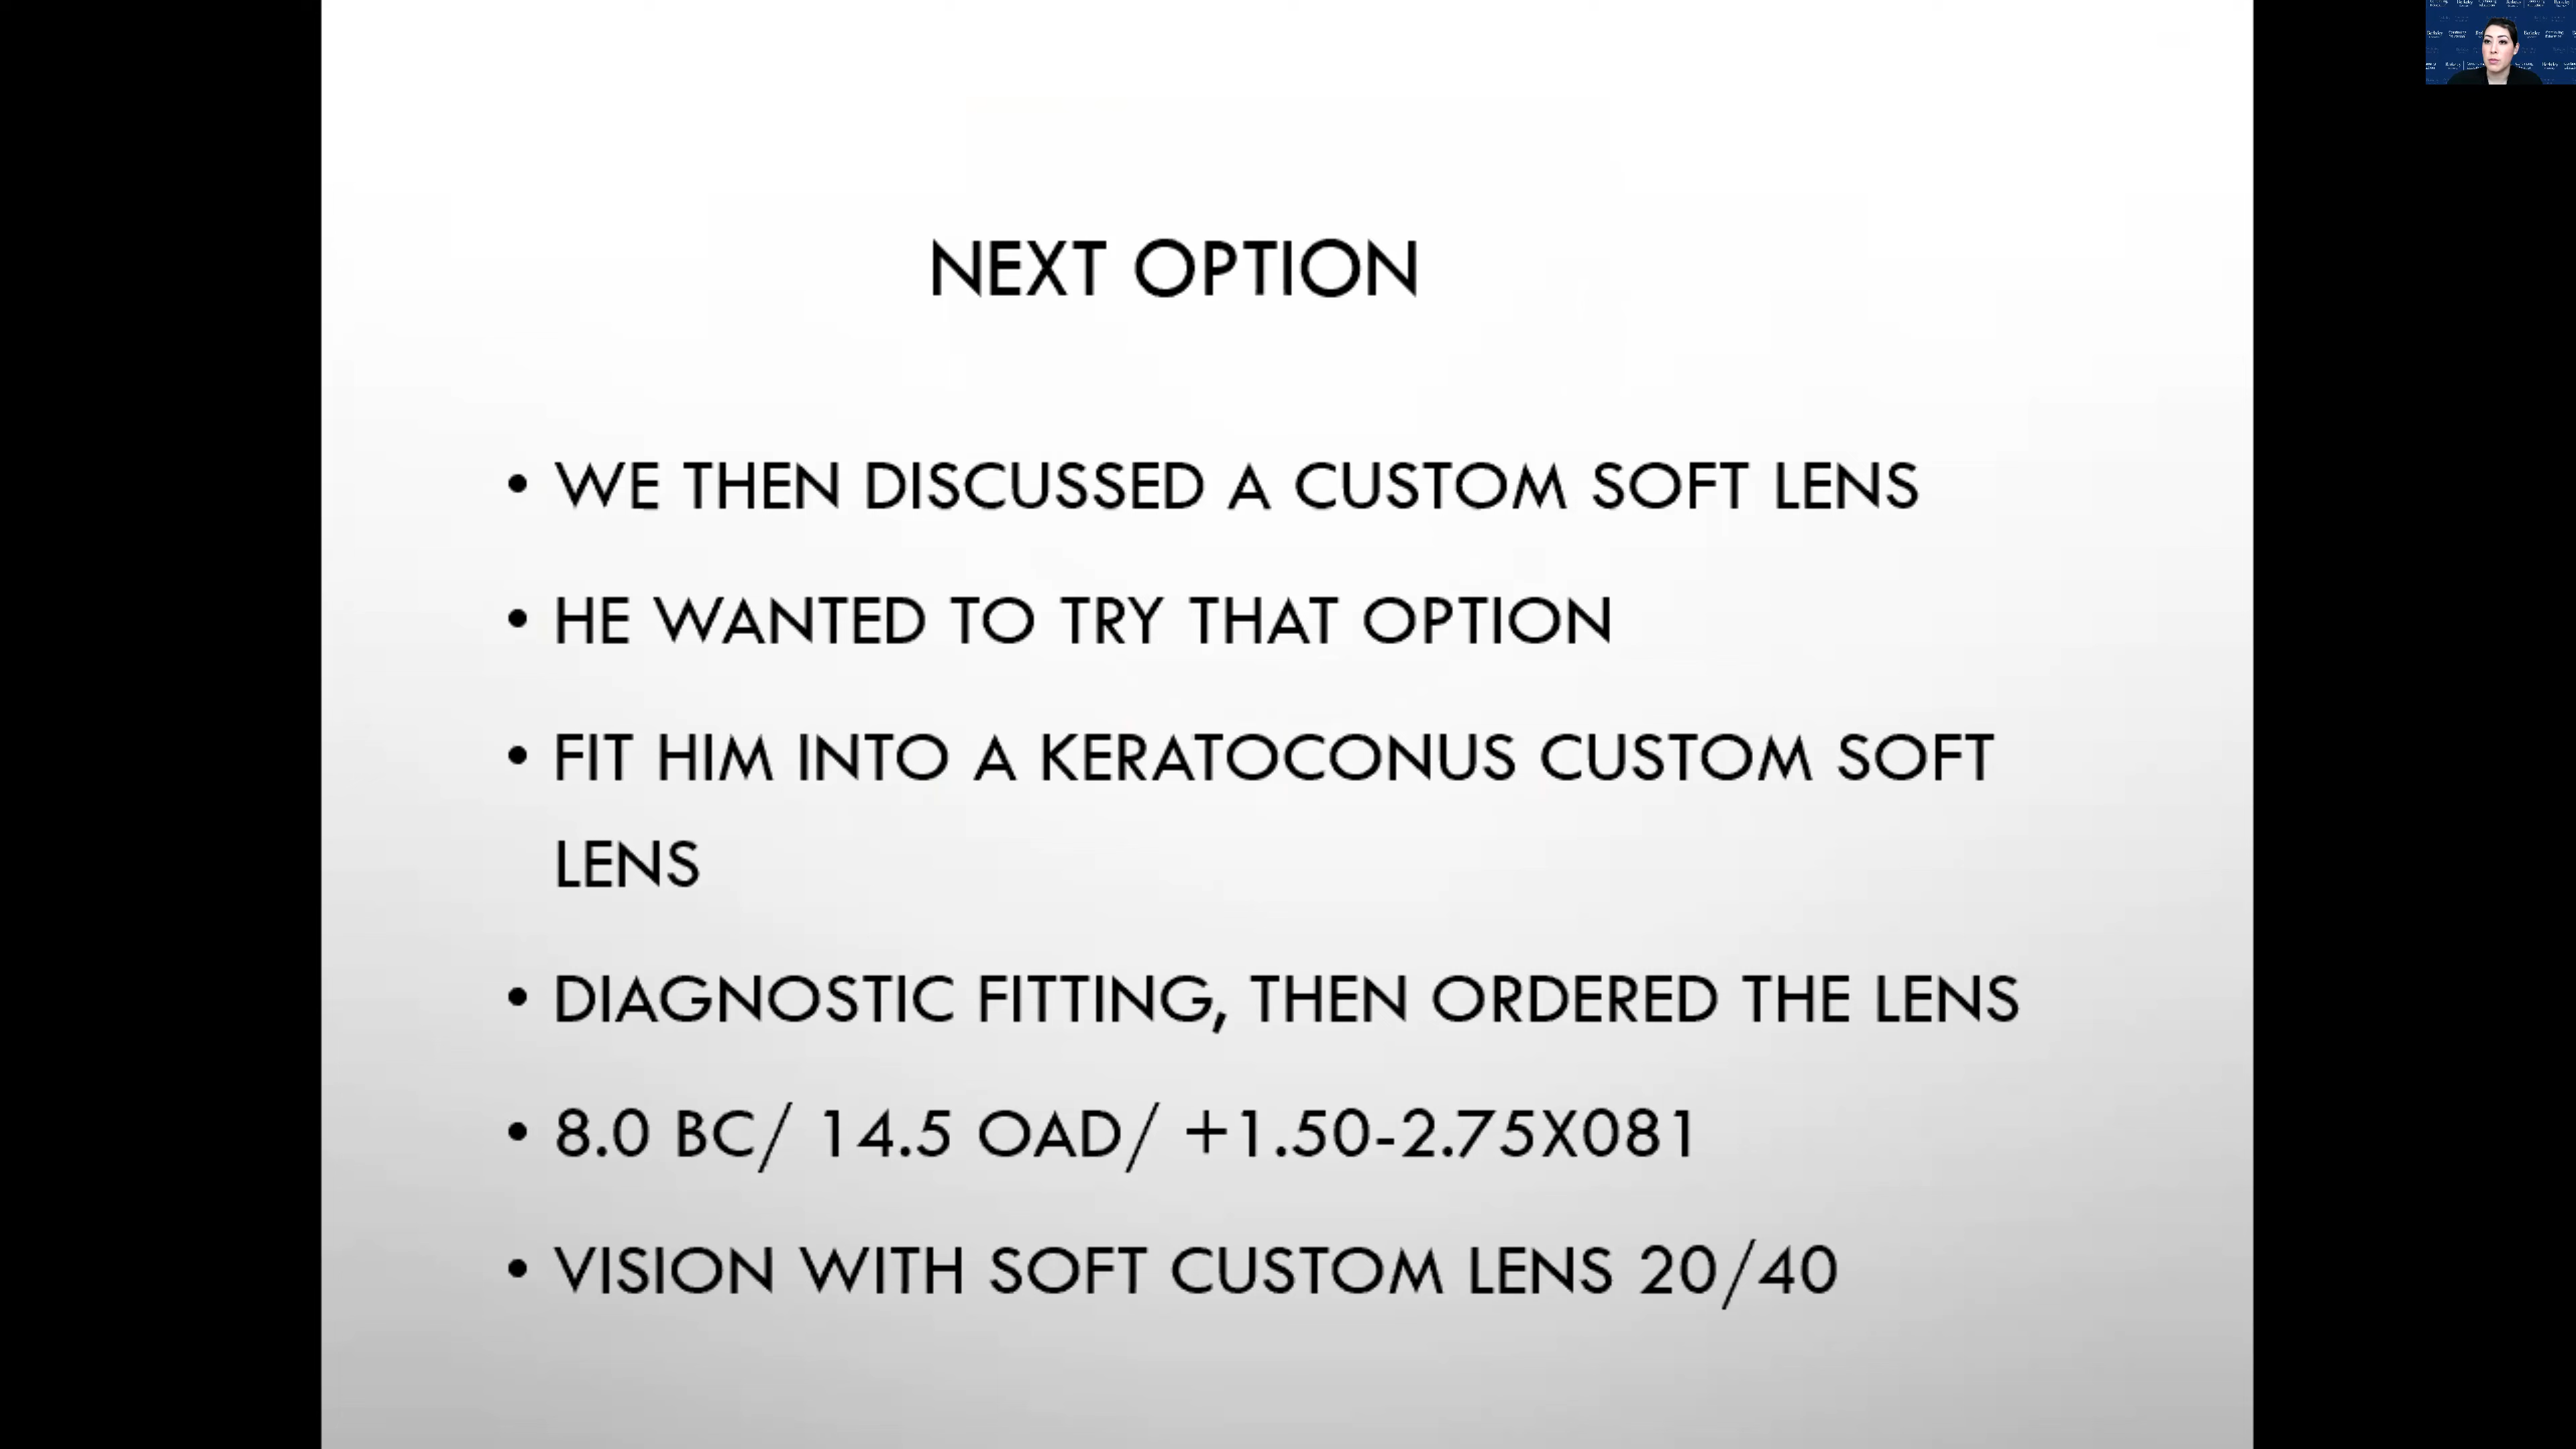 NEXT OPTION
• WE THEN DISCUSSED A CUSTOM SOFT LENS
• HE WANTED TO TRY THAT OPTION
• FIT HIM INTO A KERATOCONUS CUSTOM SOFT
LENS
• DIAGNOSTIC FITTING, THEN ORDERED THE LENS
• 8.0 BC/ 14.5 OAD/ +1.50-2.75X081
• VISION WITH SOFT CUSTOM LENS 20/40